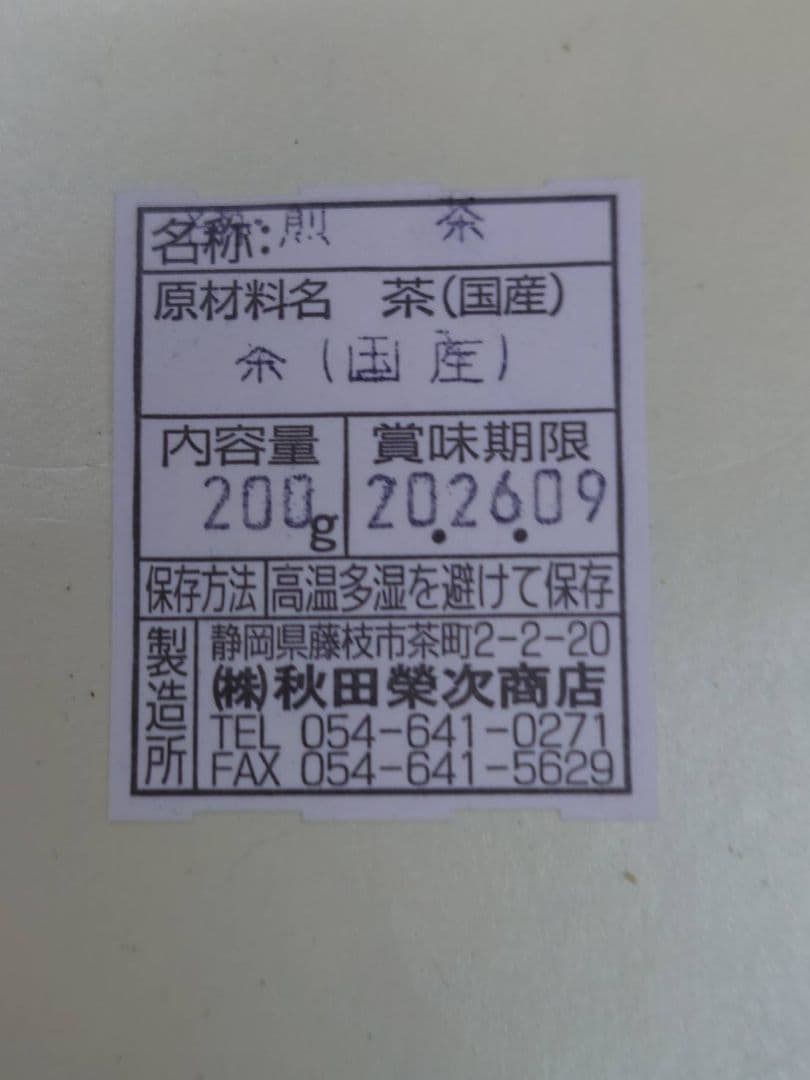 名称: 煎 茶
原材料名 茶(国産)
茶(国産)
内容量 賞味期限
200g 20.26.09
保存方法 高温多湿を避けて保存
製造所 静岡県藤枝市茶町2-2-20
(株)秋田榮次商店
TEL 054-641-0271
FAX 054-641-5629